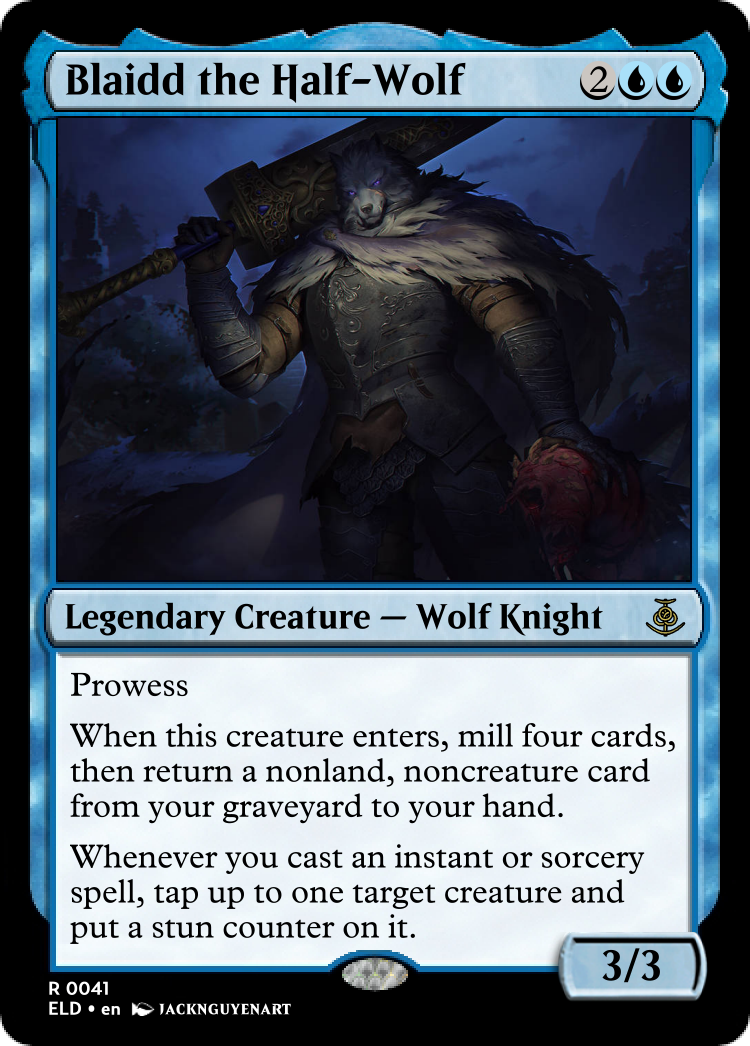 Blaidd the Half-Wolf 2
Legendary Creature — Wolf Knight
Prowess
When this creature enters, mill four cards,
then return a nonland, noncreature card
from your graveyard to your hand.
Whenever you cast an instant or sorcery
spell, tap up to one target creature and
put a stun counter on it.
3/3
R 0041
ELD • en JACKNGUYENART